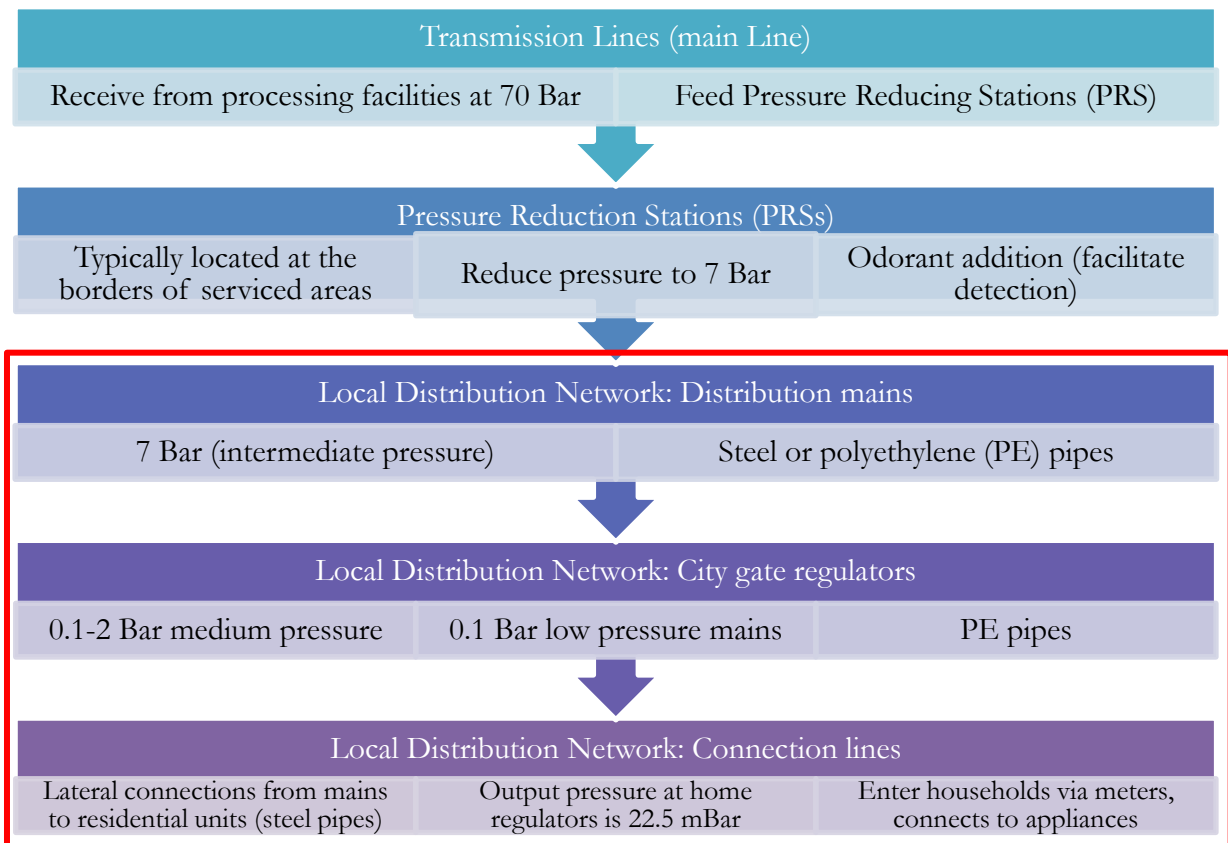 Transmission Lines (main Line)
Receive from processing facilities at 70 Bar
Feed Pressure Reducing Stations (PRS)
Pressure Reduction Stations (PRSs)
Typically located at the
borders of serviced areas
Reduce pressure to 7 Bar
Odorant addition (facilitate
detection)
Local Distribution Network: Distribution mains
7 Bar (intermediate pressure)
Steel or polyethylene (PE) pipes
Local Distribution Network: City gate regulators
0.1-2 Bar medium pressure
0.1 Bar low pressure mains
PE pipes
Local Distribution Network: Connection lines
Lateral connections from mains
to residential units (steel pipes)
Output pressure at home
regulators is 22.5 mBar
Enter households via meters,
connects to appliances